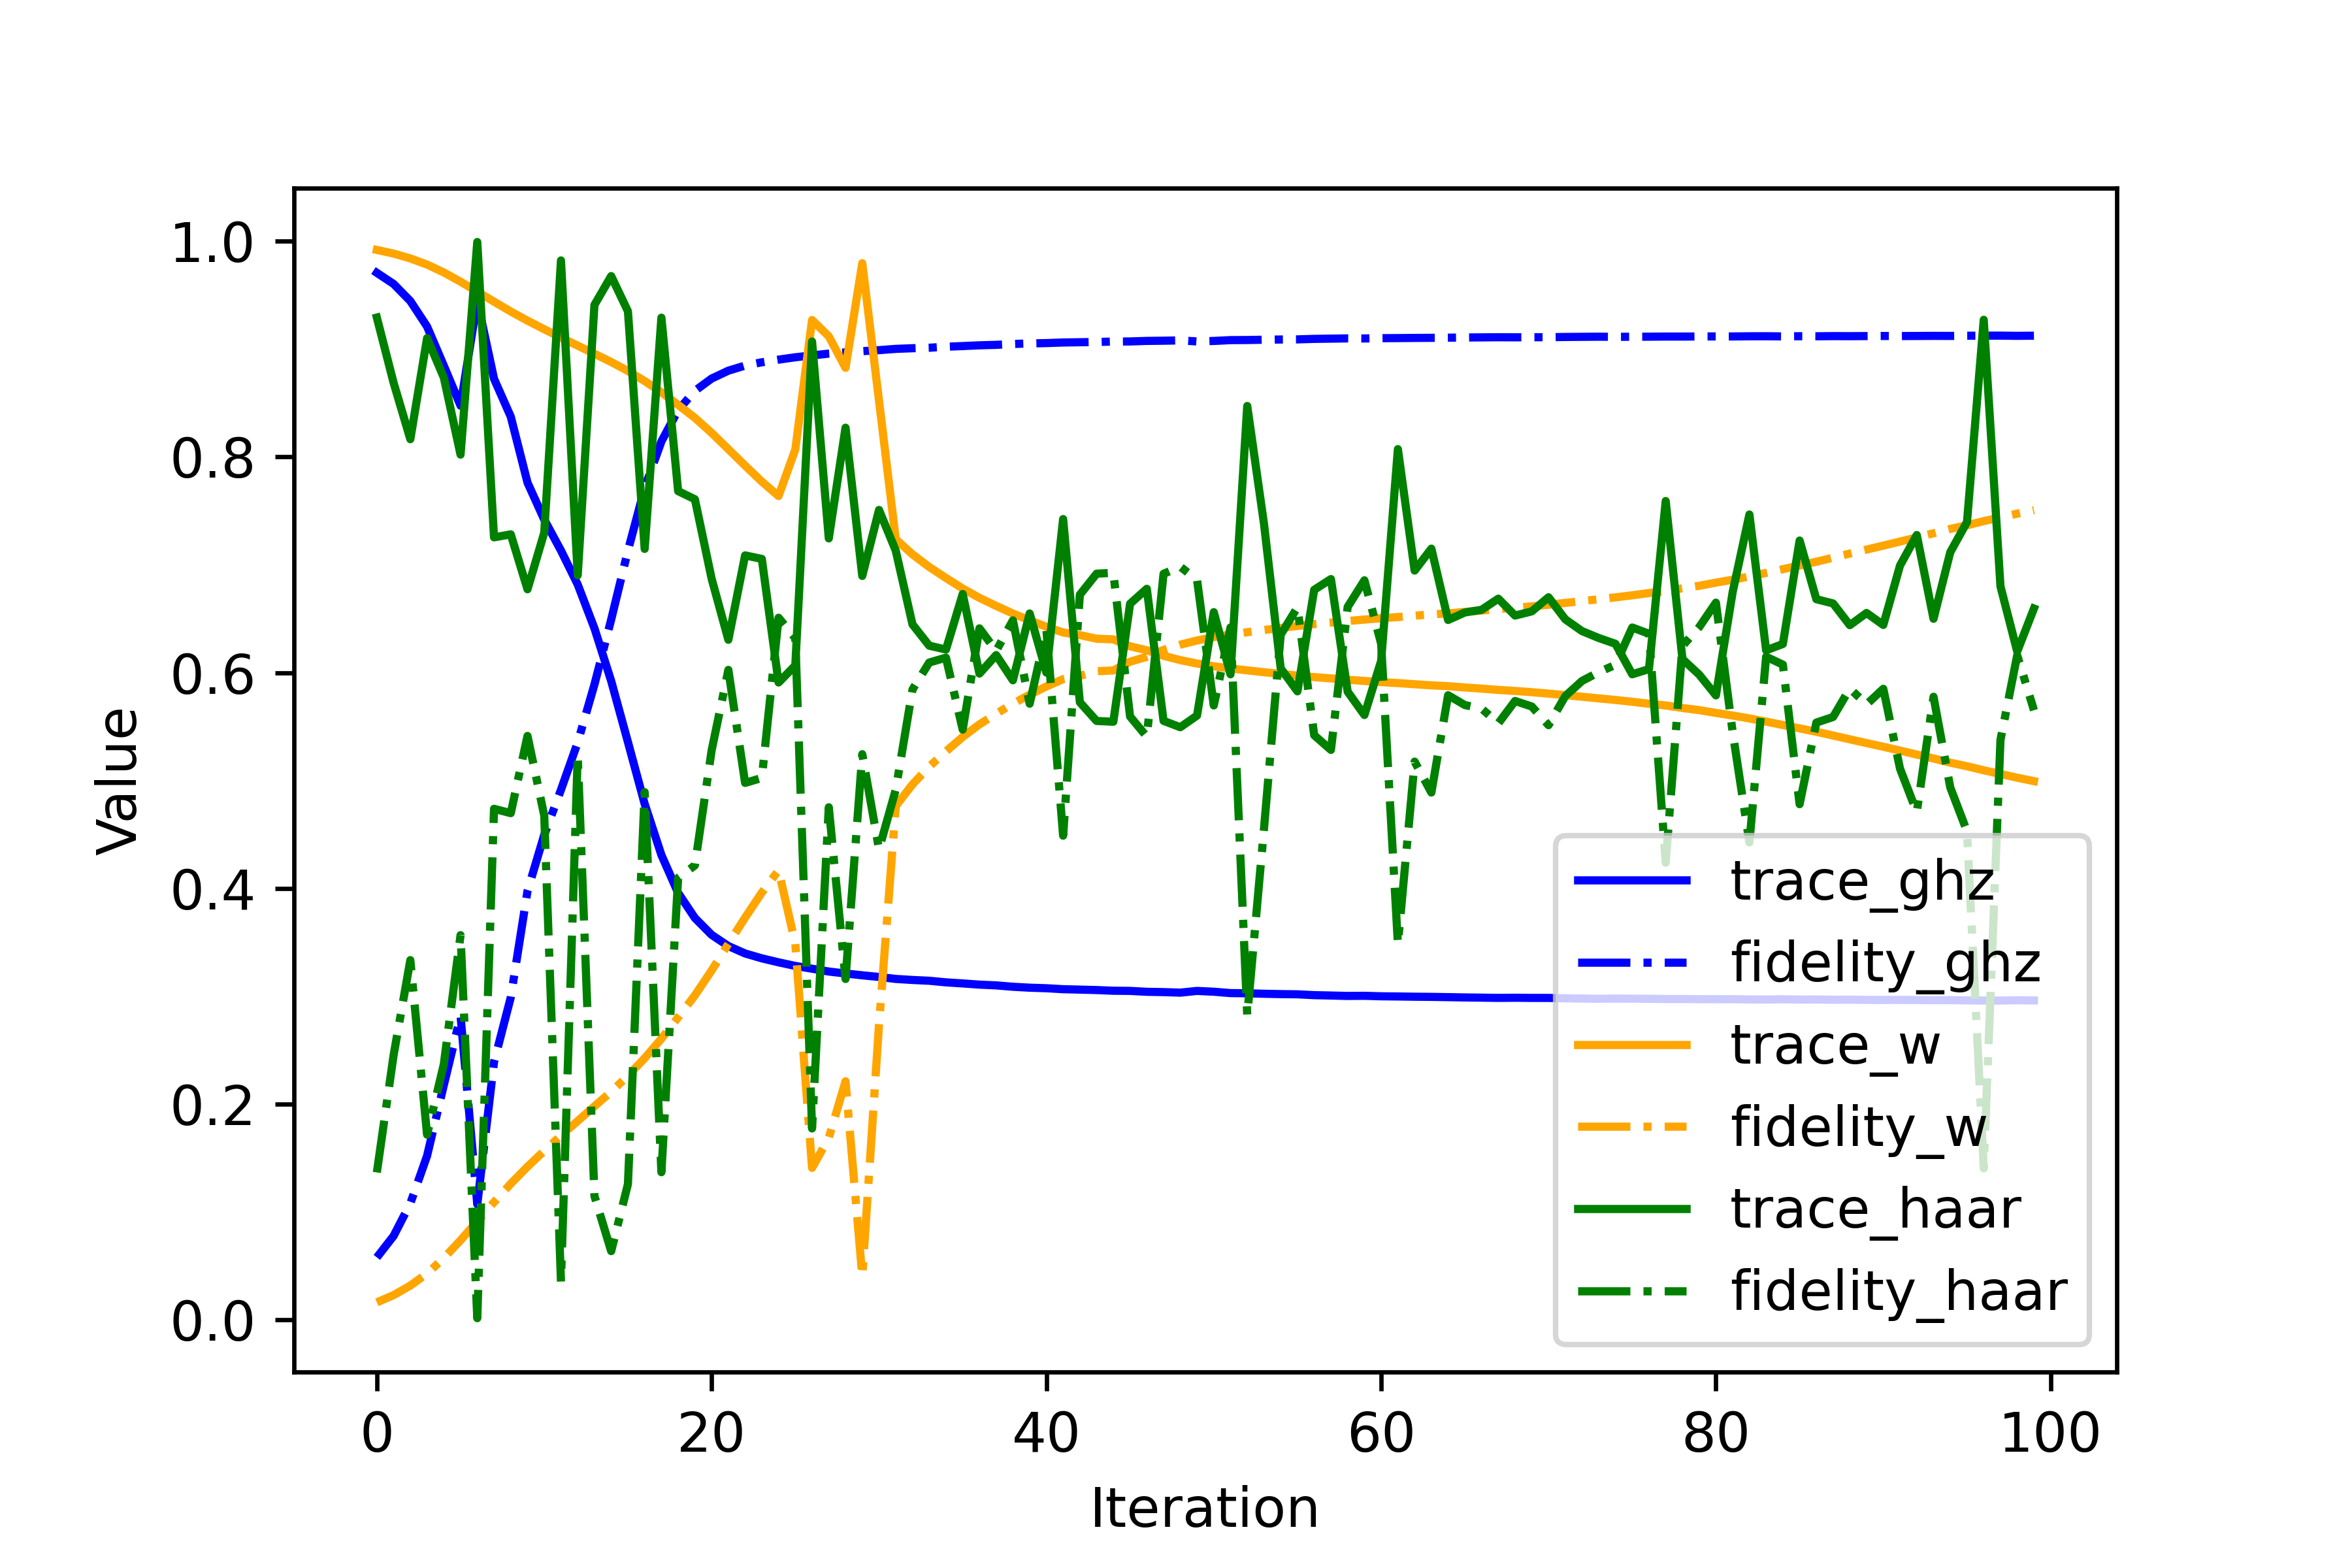 1.0
0.8
0.6
0.4
0.2
0.0
Value
0 20 40 60 80 100
Iteration
trace_ghz
fidelity_ghz
trace_w
fidelity_w
trace_haar
fidelity_haar